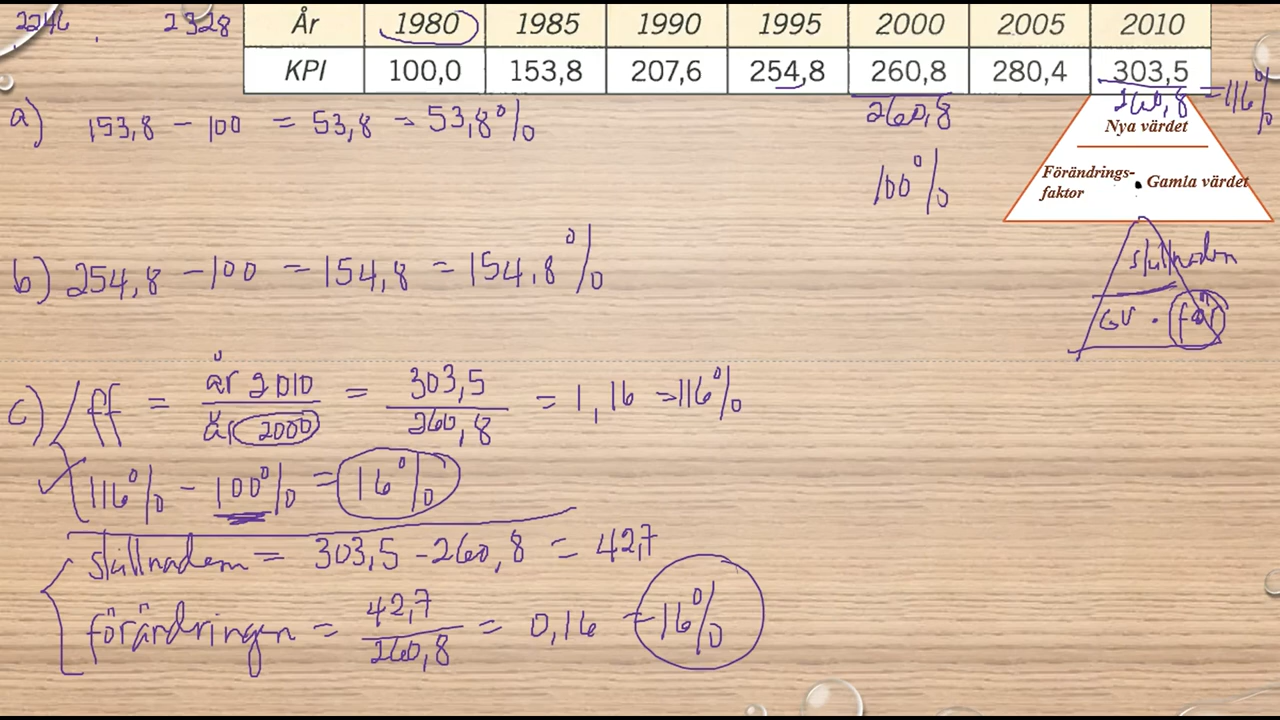 2246 . 2328
År 1980 1985 1990 1995 2000 2005 2010
KPI 100,0 153,8 207,6 254,8 260,8 280,4 303,5
260,8 = 116%
260,8
100%
Nya värdet
Förändrings-
faktor
• Gamla värdet
skillnaden
GV •
a) 153,8 - 100 = 53,8 = 53,8%
b) 254,8 - 100 = 154,8 = 154,8%
c) ff = år 2010 / år 2000 = 303,5 / 260,8 = 1,16 = 116%
116% - 100% = 16%
skillnaden = 303,5 - 260,8 = 42,7
förändringen = 42,7 / 260,8 = 0,16 = 16%